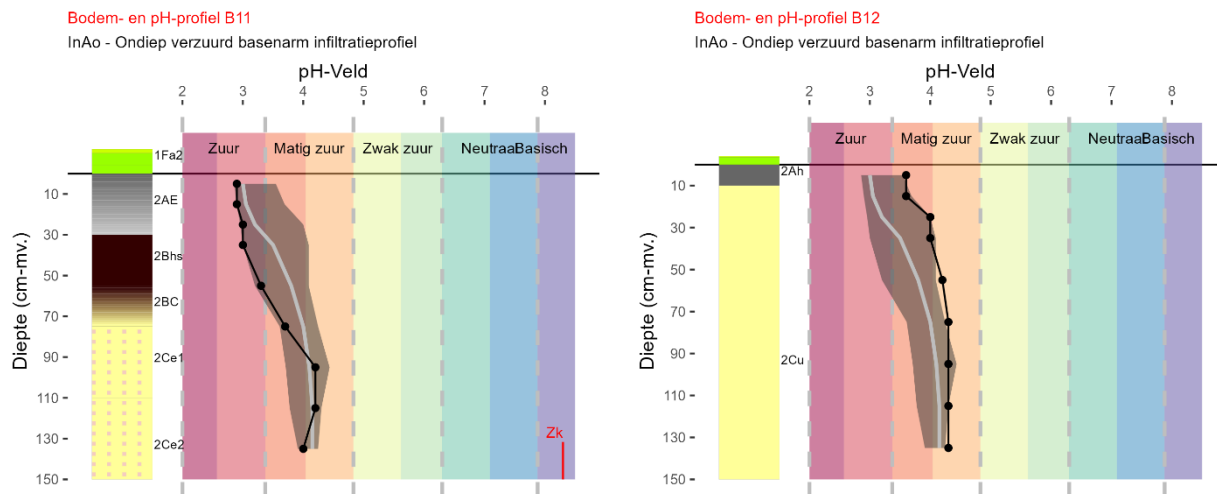 Bodem- en pH-profiel B11
InAo - Ondiep verzuurd basenarm infiltratieprofiel
pH-Veld
2 3 4 5 6 7 8
Zuur Matig zuur Zwak zuur Neutraal Basisch
1Fa2
2AE
2Bhs
2BC
2Ce1
2Ce2
Diepte (cm-mv.)
10
30
50
70
90
110
130
150
Zk
Bodem- en pH-profiel B12
InAo - Ondiep verzuurd basenarm infiltratieprofiel
pH-Veld
2 3 4 5 6 7 8
Zuur Matig zuur Zwak zuur Neutraal Basisch
2Ah
2Cu
Diepte (cm-mv.)
10
30
50
70
90
110
130
150